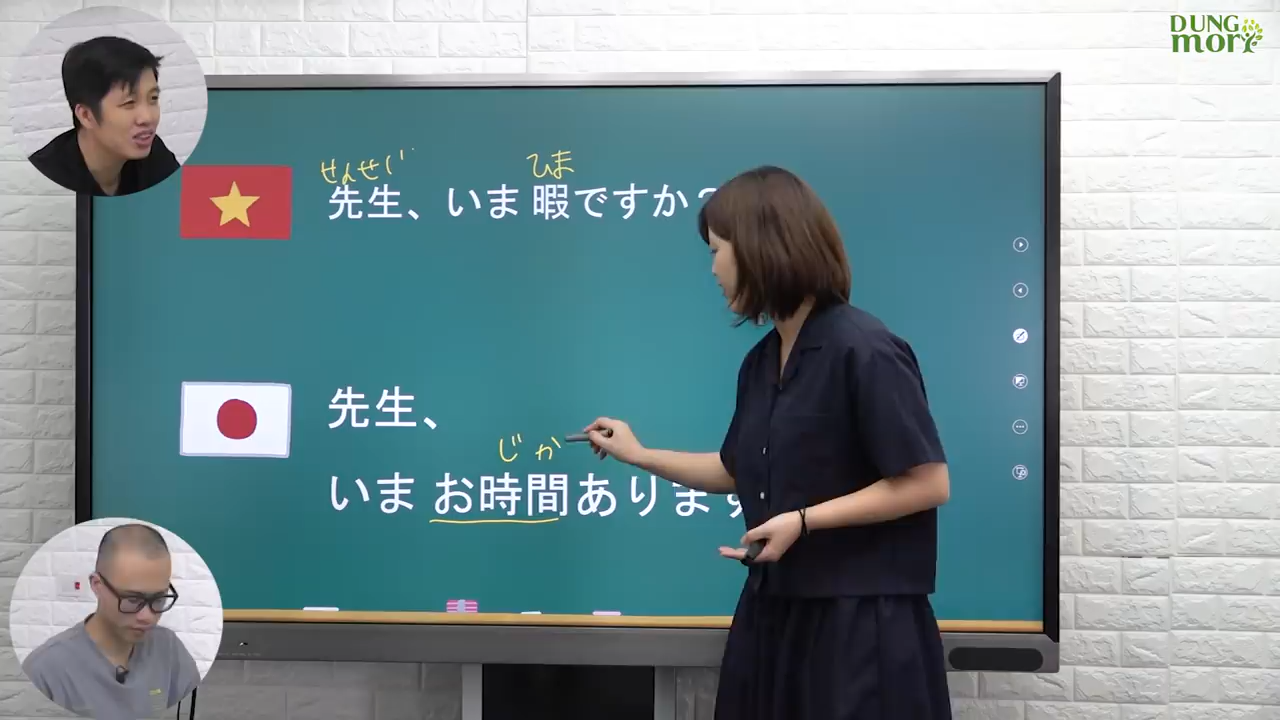 DUNG
mori
せんせい
ひま
先生、いま 暇ですか?
先生、
じか
いま お時間あります